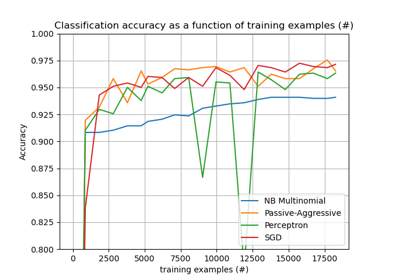 Classification accuracy as a function of training examples (#)
1.000
0.975
0.950
0.925
0.900
0.875
0.850
0.825
0.800
Accuracy
NB Multinomial
Passive-Aggressive
Perceptron
SGD
0 2500 5000 7500 10000 12500 15000 17500
training examples (#)